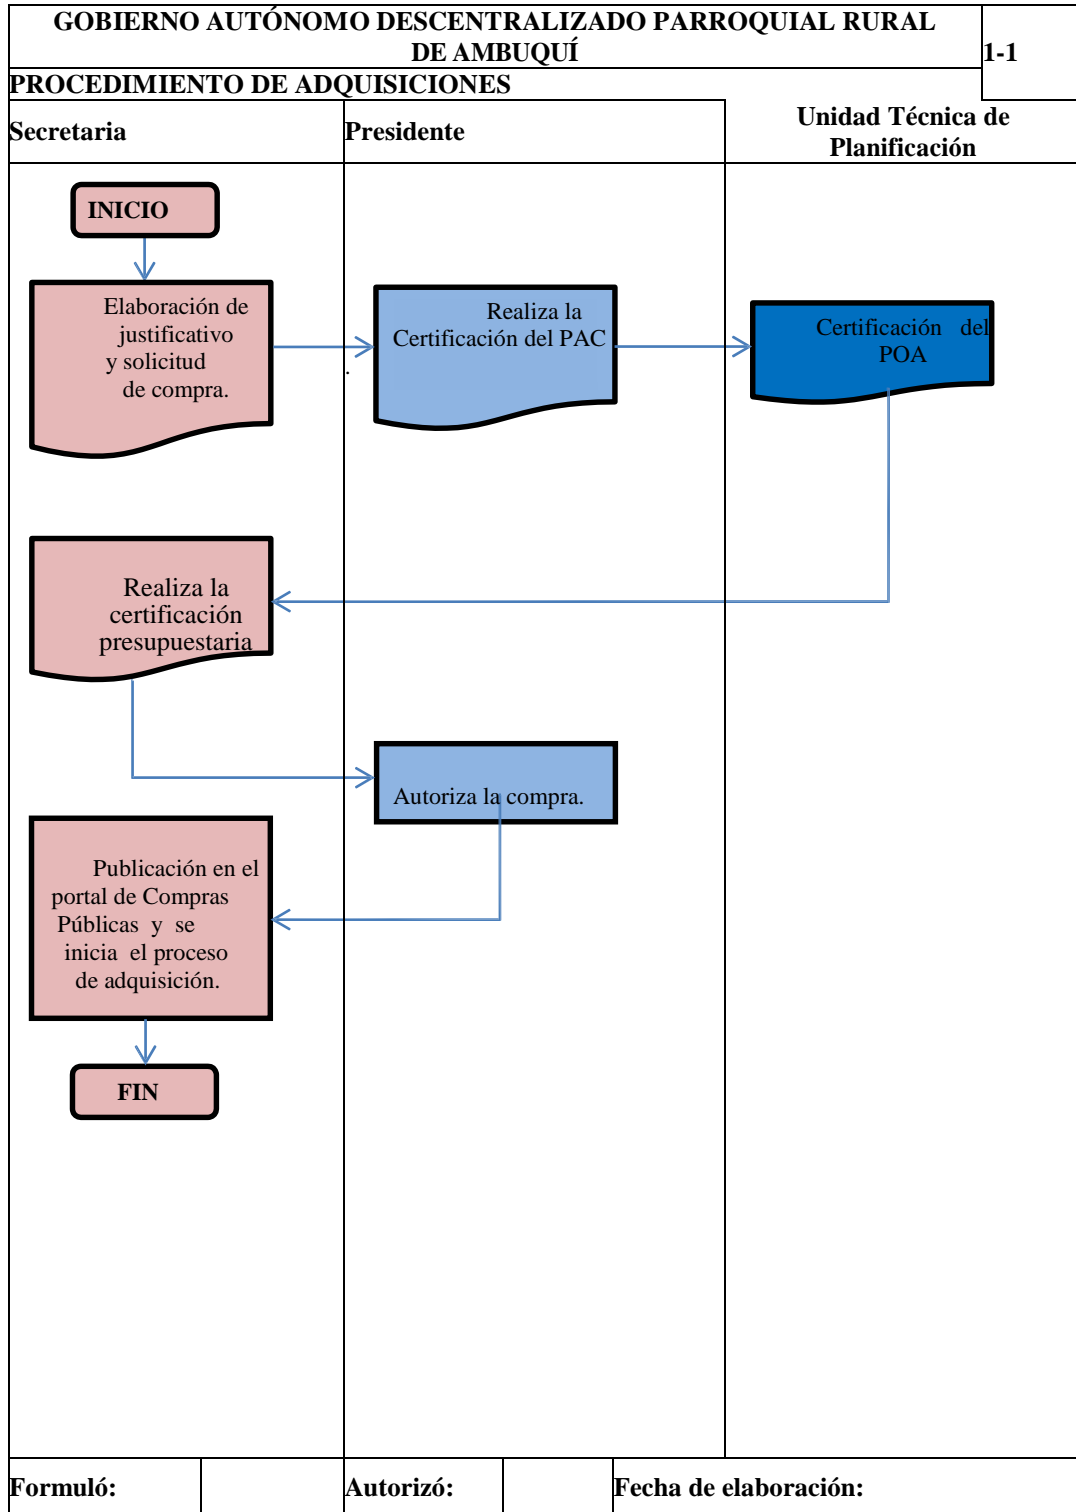 GOBIERNO AUTÓNOMO DESCENTRALIZADO PARROQUIAL RURAL
DE AMBUQUÍ
1-1
PROCEDIMIENTO DE ADQUISICIONES
Secretaria
Presidente
Unidad Técnica de
Planificación
INICIO
Elaboración de
justificativo
y solicitud
de compra.
Realiza la
Certificación del PAC
.
Certificación del
POA
Realiza la
certificación
presupuestaria
Autoriza la compra.
Publicación en el
portal de Compras
Públicas y se
inicia el proceso
de adquisición.
FIN
Formuló:
Autorizó:
Fecha de elaboración: